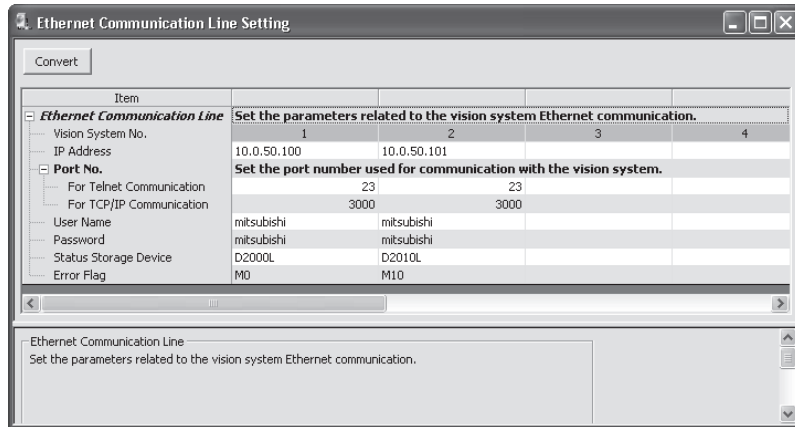 Ethernet Communication Line Setting
Convert
Item
Ethernet Communication Line Set the parameters related to the vision system Ethernet communication.
Vision System No. 1 2 3 4
IP Address 10.0.50.100 10.0.50.101
Port No. Set the port number used for communication with the vision system.
For Telnet Communication 23 23
For TCP/IP Communication 3000 3000
User Name mitsubishi mitsubishi
Password mitsubishi mitsubishi
Status Storage Device D2000L D2010L
Error Flag M0 M10
Ethernet Communication Line
Set the parameters related to the vision system Ethernet communication.